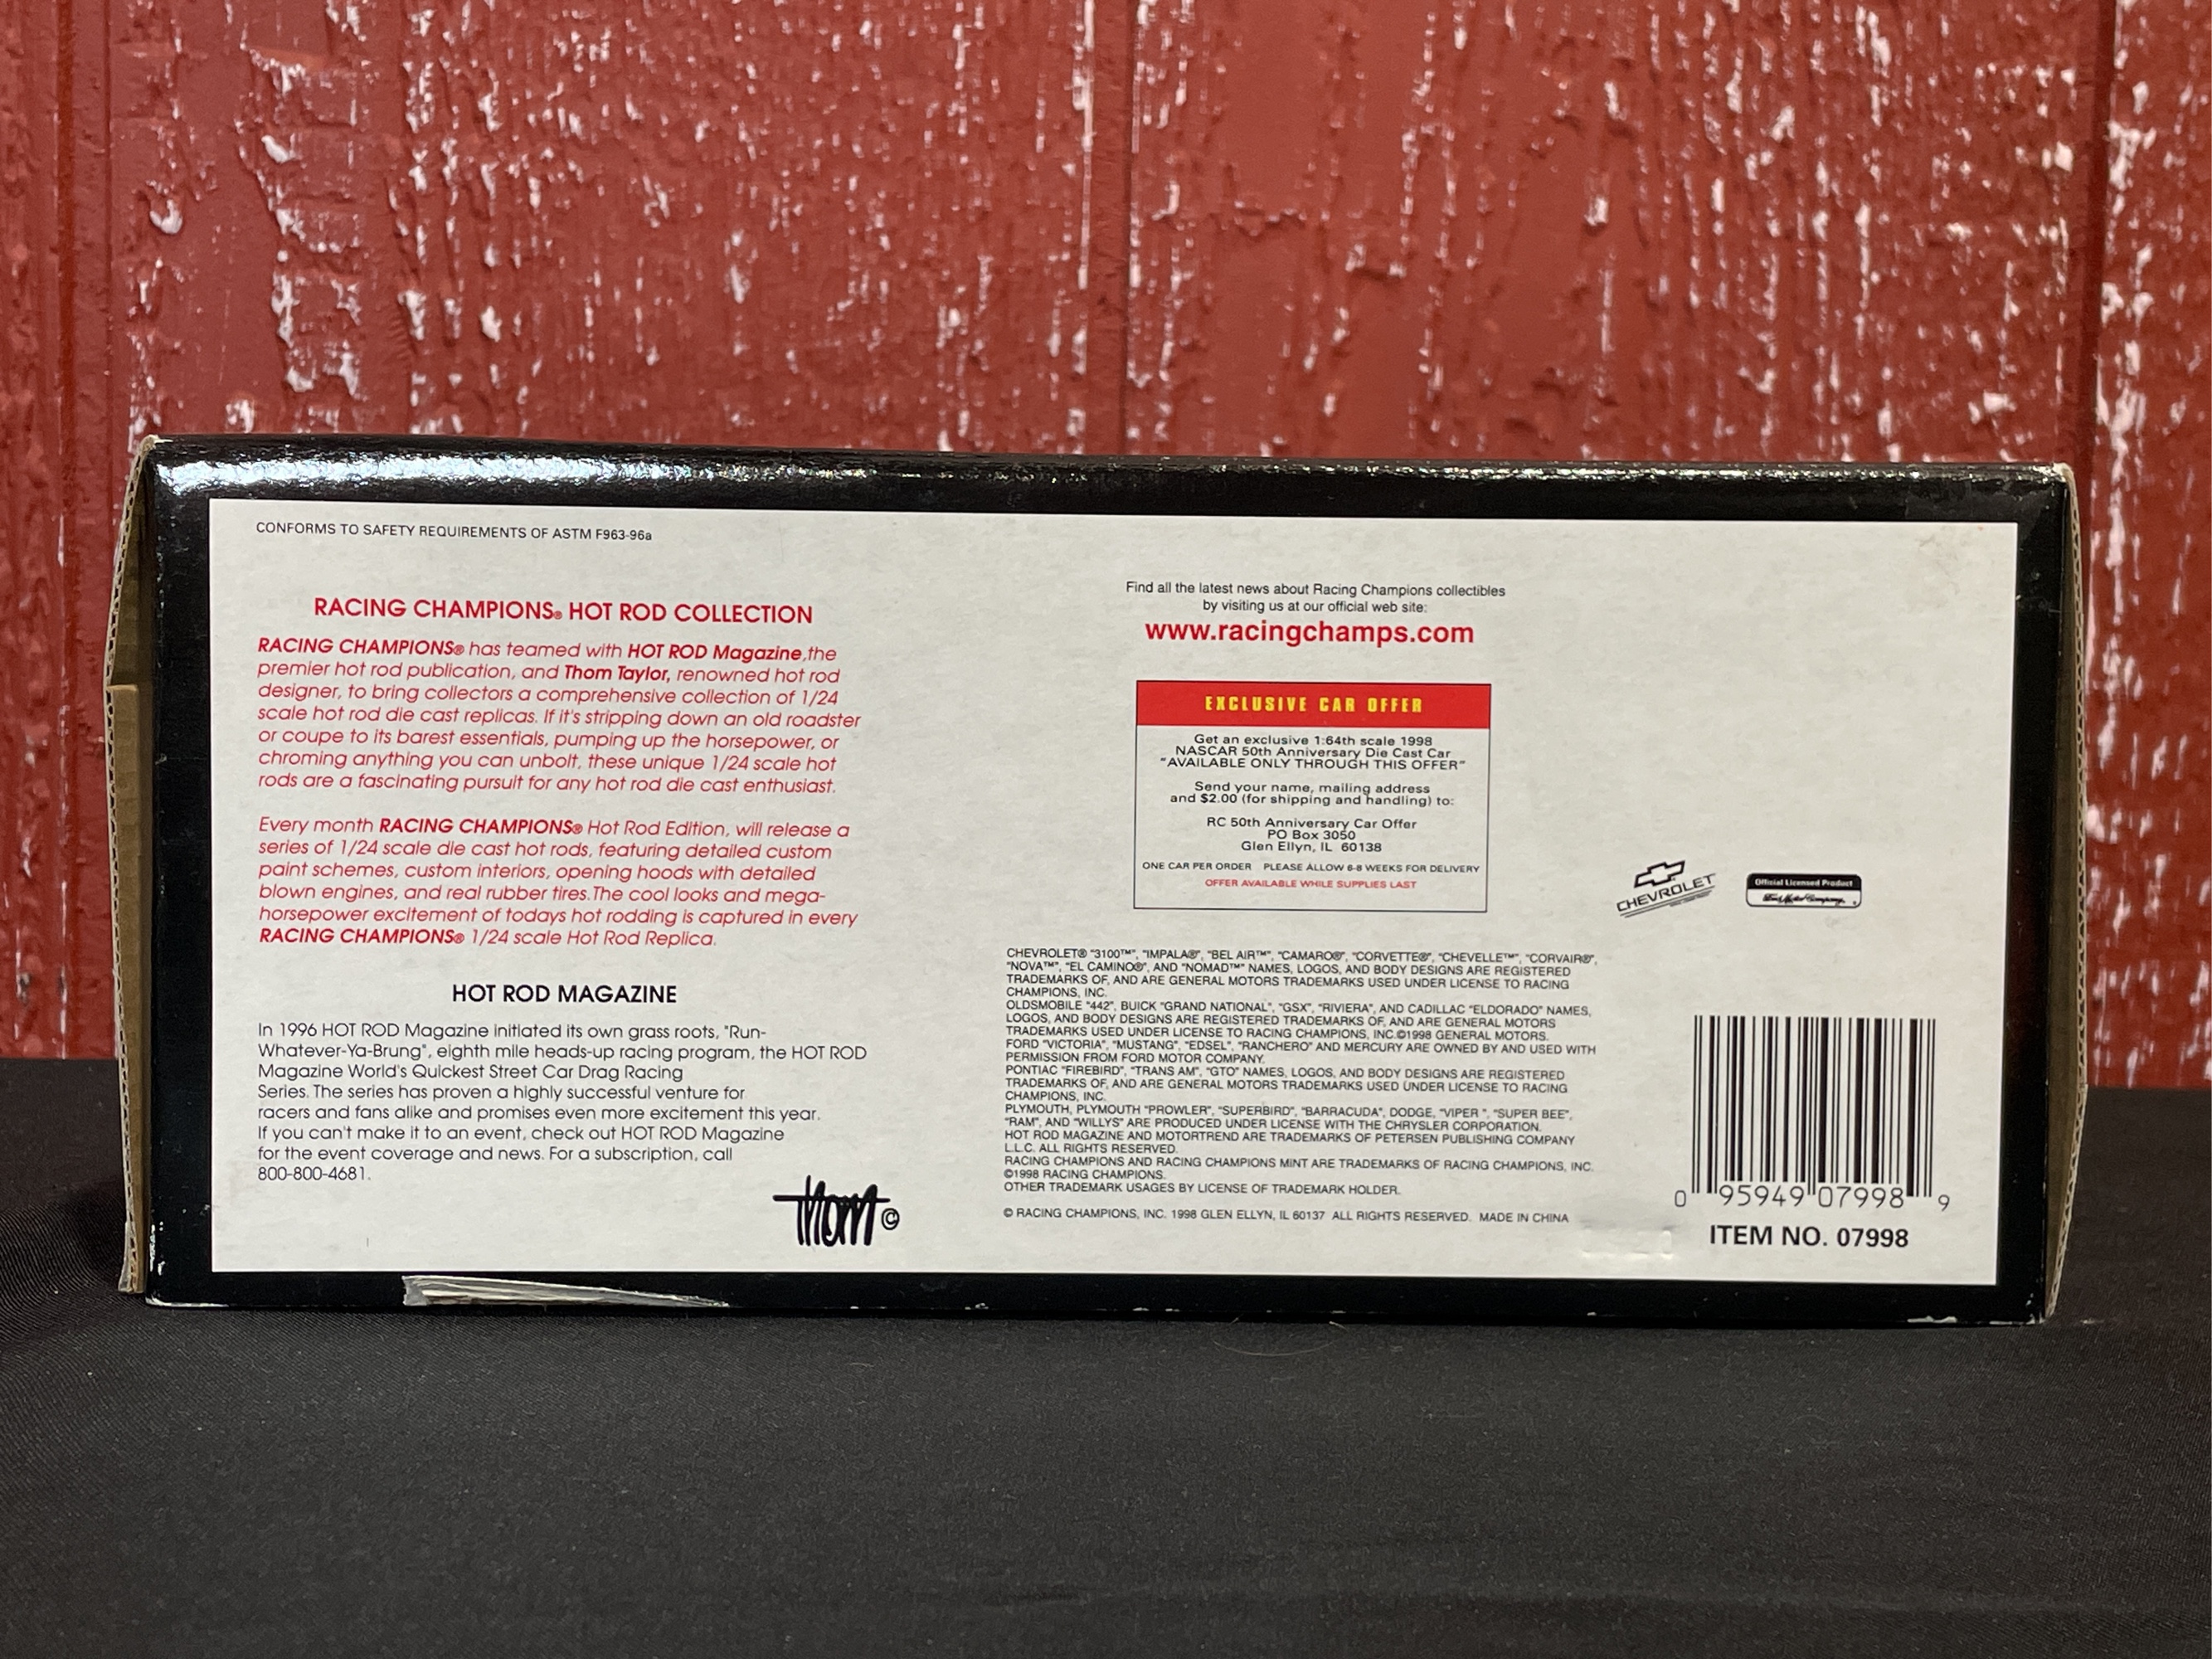 CONFORMS TO SAFETY REQUIREMENTS OF ASTM F963-96a
RACING CHAMPIONS® HOT ROD COLLECTION
RACING CHAMPIONS® has teamed with HOT ROD Magazine,the
premier hot rod publication, and Thom Taylor, renowned hot rod
designer, to bring collectors a comprehensive collection of 1/24
scale hot rod die cast replicas. If it's stripping down an old roadster
or coupe to its barest essentials, pumping up the horsepower, or
chroming anything you can unbolt, these unique 1/24 scale hot
rods are a fascinating pursuit for any hot rod die cast enthusiast.
Every month RACING CHAMPIONS® Hot Rod Edition, will release a
series of 1/24 scale die cast hot rods, featuring detailed custom
paint schemes, custom interiors, opening hoods with detailed
blown engines, and real rubber tires.The cool looks and mega-
horsepower excitement of todays hot rodding is captured in every
RACING CHAMPIONS® 1/24 scale Hot Rod Replica.
HOT ROD MAGAZINE
In 1996 HOT ROD Magazine initiated its own grass roots, "Run-
Whatever-Ya-Brung", eighth mile heads-up racing program, the HOT ROD
Magazine World's Quickest Street Car Drag Racing
Series. The series has proven a highly successful venture for
racers and fans alike and promises even more excitement this year.
If you can't make it to an event, check out HOT ROD Magazine
for the event coverage and news. For a subscription, call
800-800-4681.
Thom ©
Find all the latest news about Racing Champions collectibles
by visiting us at our official web site:
www.racingchamps.com
EXCLUSIVE CAR OFFER
Get an exclusive 1:64th scale 1998
NASCAR 50th Anniversary Die Cast Car
"AVAILABLE ONLY THROUGH THIS OFFER"
Send your name, mailing address
and $2.00 (for shipping and handling) to:
RC 50th Anniversary Car Offer
PO Box 3050
Glen Ellyn, IL 60138
ONE CAR PER ORDER PLEASE ALLOW 6-8 WEEKS FOR DELIVERY
OFFER AVAILABLE WHILE SUPPLIES LAST
CHEVROLET
Official Licensed Product
Ford Motor Company
CHEVROLET® "3100™", "IMPALA®", "BEL AIR™", "CAMARO®", "CORVETTE®", "CHEVELLE™", "CORVAIR®",
"NOVA™", "EL CAMINO®", AND "NOMAD™" NAMES, LOGOS, AND BODY DESIGNS ARE REGISTERED
TRADEMARKS OF, AND ARE GENERAL MOTORS TRADEMARKS USED UNDER LICENSE TO RACING
CHAMPIONS, INC.
OLDSMOBILE "442", BUICK "GRAND NATIONAL", "GSX", "RIVIERA", AND CADILLAC "ELDORADO" NAMES,
LOGOS, AND BODY DESIGNS ARE REGISTERED TRADEMARKS OF, AND ARE GENERAL MOTORS
TRADEMARKS USED UNDER LICENSE TO RACING CHAMPIONS, INC.©1998 GENERAL MOTORS.
FORD "VICTORIA", "MUSTANG", "EDSEL", "RANCHERO" AND MERCURY ARE OWNED BY AND USED WITH
PERMISSION FROM FORD MOTOR COMPANY.
PONTIAC "FIREBIRD", "TRANS AM", "GTO" NAMES, LOGOS, AND BODY DESIGNS ARE REGISTERED
TRADEMARKS OF, AND ARE GENERAL MOTORS TRADEMARKS USED UNDER LICENSE TO RACING
CHAMPIONS, INC.
PLYMOUTH, PLYMOUTH "PROWLER", "SUPERBIRD", "BARRACUDA", DODGE, "VIPER ", "SUPER BEE",
"RAM", AND "WILLYS" ARE PRODUCED UNDER LICENSE WITH THE CHRYSLER CORPORATION.
HOT ROD MAGAZINE AND MOTORTREND ARE TRADEMARKS OF PETERSEN PUBLISHING COMPANY
L.L.C. ALL RIGHTS RESERVED.
RACING CHAMPIONS AND RACING CHAMPIONS MINT ARE TRADEMARKS OF RACING CHAMPIONS, INC.
©1998 RACING CHAMPIONS.
OTHER TRADEMARK USAGES BY LICENSE OF TRADEMARK HOLDER.
© RACING CHAMPIONS, INC. 1998 GLEN ELLYN, IL 60137 ALL RIGHTS RESERVED. MADE IN CHINA
0 95949 07998 9
ITEM NO. 07998